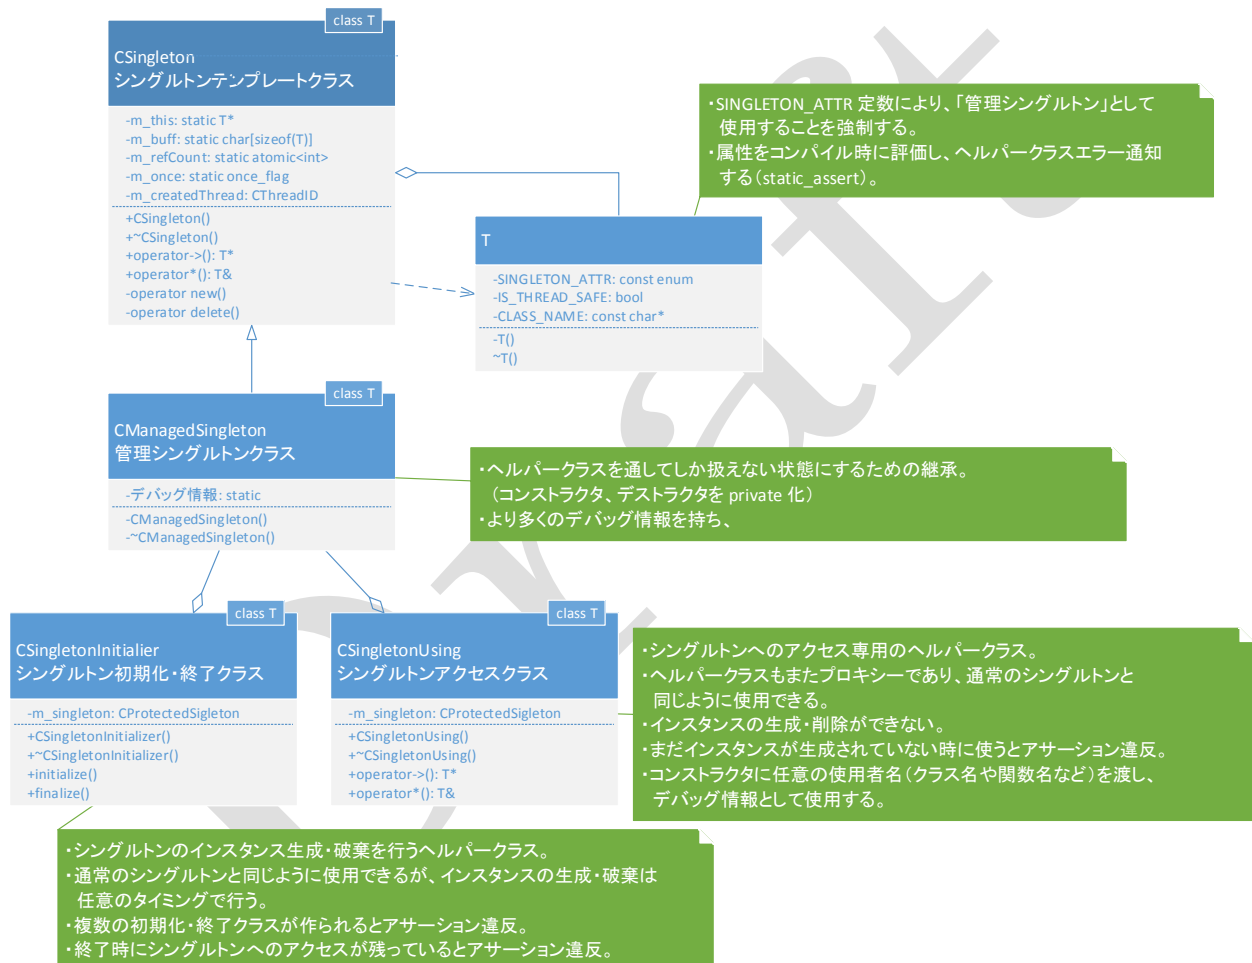 class T
CSingleton
シングルトンテンプレートクラス
-m_this: static T*
-m_buff: static char[sizeof(T)]
-m_refCount: static atomic<int>
-m_once: static once_flag
-m_createdThread: CThreadID
+CSingleton()
+~CSingleton()
+operator->(): T*
+operator*(): T&
-operator new()
-operator delete()
・SINGLETON_ATTR 定数により、「管理シングルトン」として
使用することを強制する。
・属性をコンパイル時に評価し、ヘルパークラスエラー通知
する(static_assert)。
T
-SINGLETON_ATTR: const enum
-IS_THREAD_SAFE: bool
-CLASS_NAME: const char*
-T()
~T()
class T
CManagedSingleton
管理シングルトンクラス
-デバッグ情報: static
-CManagedSingleton()
-~CManagedSingleton()
・ヘルパークラスを通してしか扱えない状態にするための継承。
(コンストラクタ、デストラクタを private 化)
・より多くのデバッグ情報を持ち、
class T
CSingletonInitialier
シングルトン初期化・終了クラス
-m_singleton: CProtectedSigleton
+CSingletonInitializer()
+~CSingletonInitializer()
+initialize()
+finalize()
class T
CSingletonUsing
シングルトンアクセスクラス
-m_singleton: CProtectedSigleton
+CSingletonUsing()
+~CSingletonUsing()
+operator->(): T*
+operator*(): T&
・シングルトンへのアクセス専用のヘルパークラス。
・ヘルパークラスもまたプロキシーであり、通常のシングルトンと
同じように使用できる。
・インスタンスの生成・削除ができない。
・まだインスタンスが生成されていない時に使うとアサーション違反。
・コンストラクタに任意の使用者名(クラス名や関数名など)を渡し、
デバッグ情報として使用する。
・シングルトンのインスタンス生成・破棄を行うヘルパークラス。
・通常のシングルトンと同じように使用できるが、インスタンスの生成・破棄は
任意のタイミングで行う。
・複数の初期化・終了クラスが作られるとアサーション違反。
・終了時にシングルトンへのアクセスが残っているとアサーション違反。